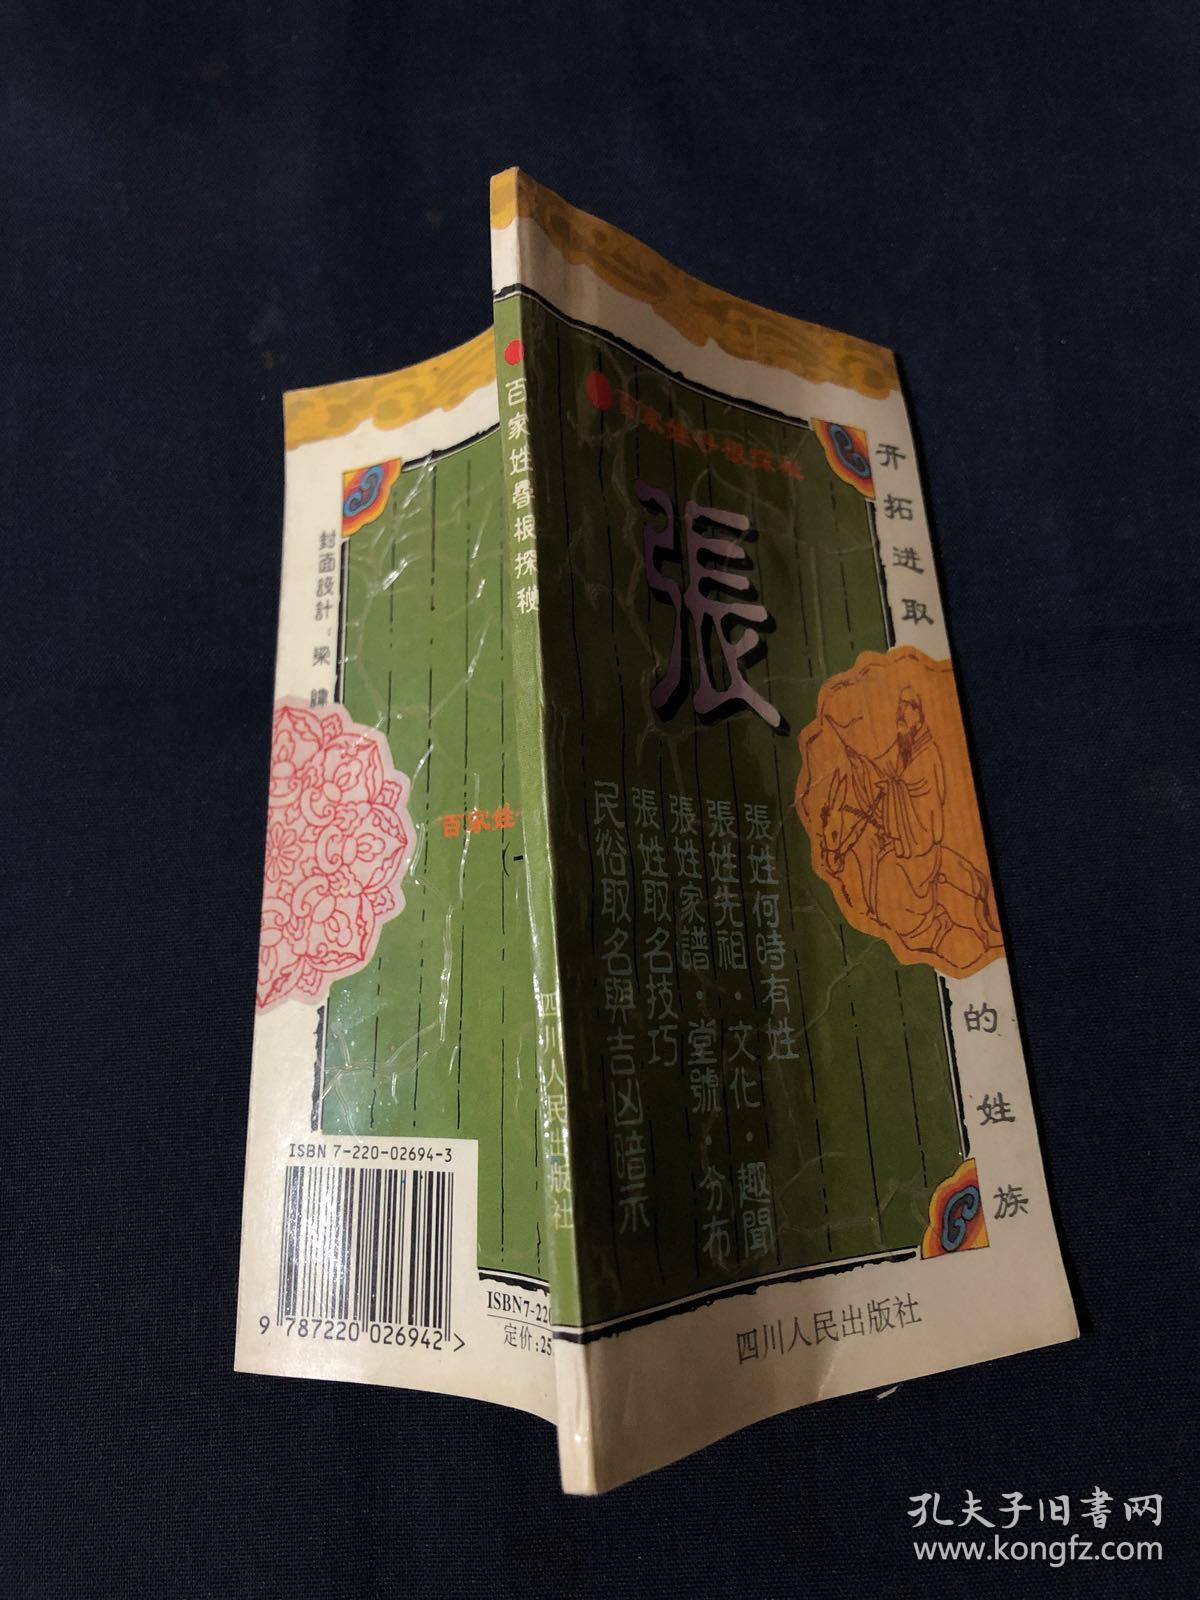 百家姓尋根探秘
張
張姓何時有姓
張姓先祖·文化·趣聞
張姓家譜·堂號·分布
張姓取名技巧
民俗取名與吉凶暗示
开拓进取
的姓族
四川人民出版社
百家姓尋根探秘
四川人民出版社
封面設計:梁
百家姓
(一
ISBN 7-220-02694-3
9 787220 026942 >
ISBN7-220
定价:25
孔夫子旧书网
www.kongfz.com